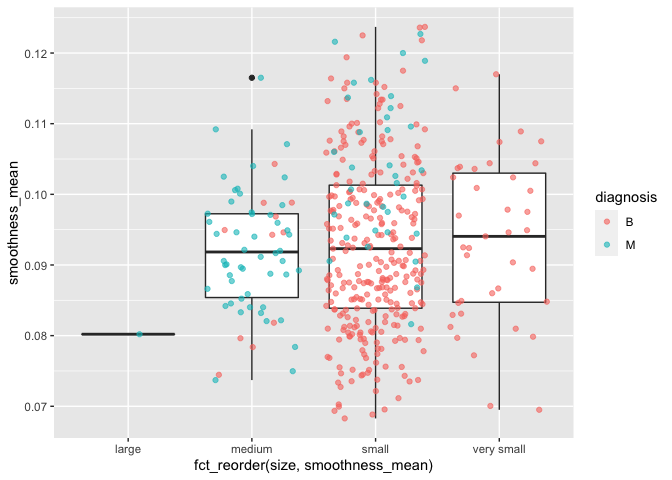 0.12
0.11
0.10
0.09
0.08
0.07
smoothness_mean
large medium small very small
fct_reorder(size, smoothness_mean)
diagnosis
B
M